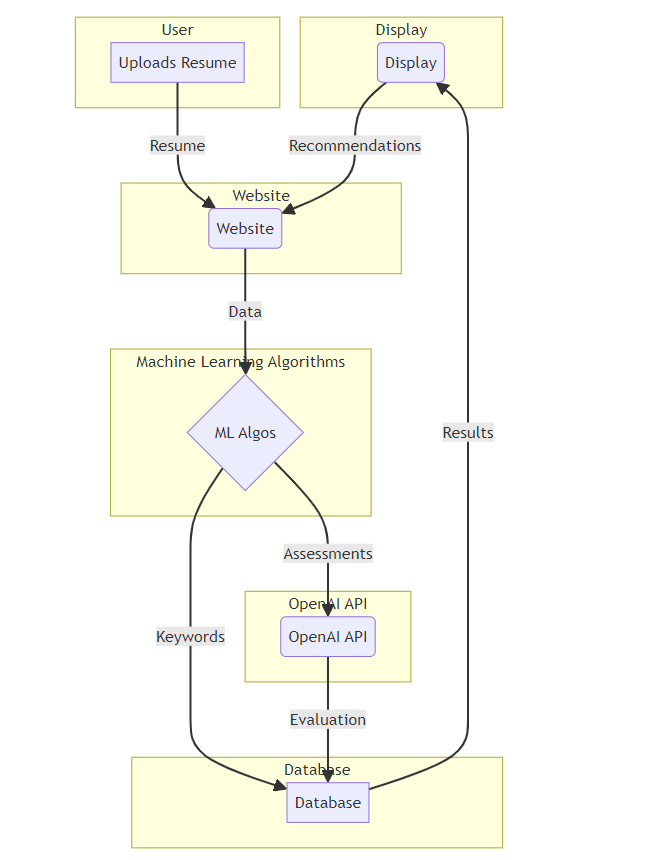 User
Uploads Resume
Display
Display
Resume
Recommendations
Website
Website
Data
Machine Learning Algorithms
ML Algos
Results
Assessments
OpenAI API
OpenAI API
Keywords
Evaluation
Database
Database